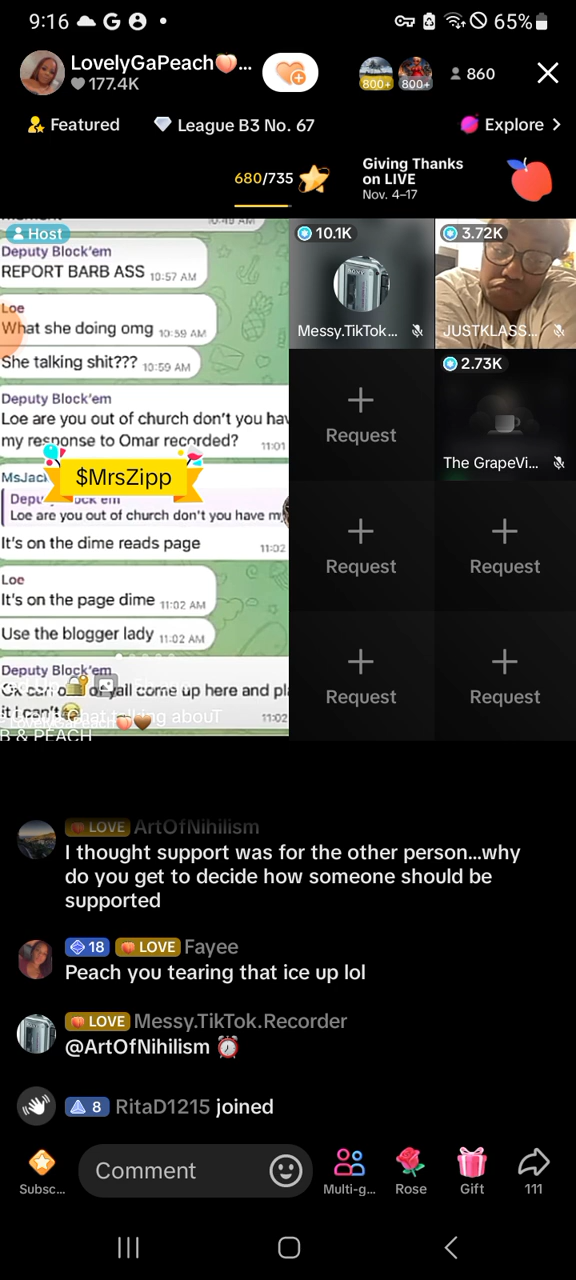 9:16
G
65%
LovelyGaPeach🍑...
177.4K
800+
800+
860
Featured
League B3 No. 67
Explore >
680/735
Giving Thanks
on LIVE
Nov. 4–17
Host
Deputy Block'em
REPORT BARB ASS 10:57 AM
Loe
What she doing omg 10:59 AM
She talking shit??? 10:59 AM
Deputy Block'em
Loe are you out of church don't you hav
my response to Omar recorded? 11:01
$MrsZipp
MsJack
Loe are you out of church don't you have m
It's on the dime reads page 11:02
Loe
It's on the page dime 11:02 AM
Use the blogger lady 11:02 AM
Deputy Block'em
yall come up here and pl
it I can't 11:02
Chat talking abouT
B & PEACH
10.1K
Messy.TikTok...
3.72K
JUSTKLASS...
2.73K
The GrapeVi...
Request
Request
Request
Request
Request
LOVE ArtOfNihilism
I thought support was for the other person...why
do you get to decide how someone should be
supported
18 LOVE Fayee
Peach you tearing that ice up lol
LOVE Messy.TikTok.Recorder
@ArtOfNihilism ⏰
8 RitaD1215 joined
Subsc...
Comment
Multi-g...
Rose
Gift
111